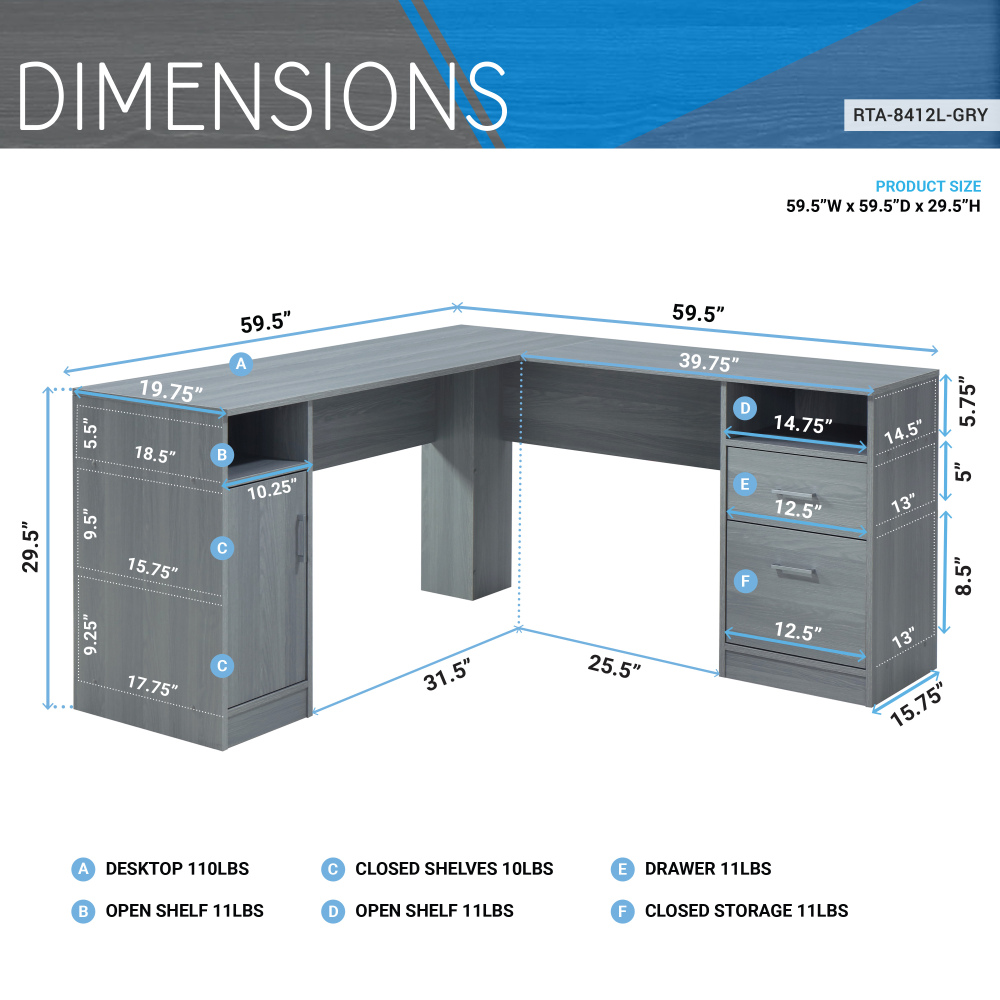 DIMENSIONS
RTA-8412L-GRY
PRODUCT SIZE
59.5”W x 59.5”D x 29.5”H
59.5”
59.5”
A
19.75”
39.75”
5.5”
18.5”
B
10.25”
D
14.75”
14.5”
5.75”
E
12.5”
13”
5”
29.5”
9.5”
C
15.75”
F
12.5”
13”
8.5”
9.25”
C
17.75”
31.5”
25.5”
15.75”
A DESKTOP 110LBS
C CLOSED SHELVES 10LBS
E DRAWER 11LBS
B OPEN SHELF 11LBS
D OPEN SHELF 11LBS
F CLOSED STORAGE 11LBS